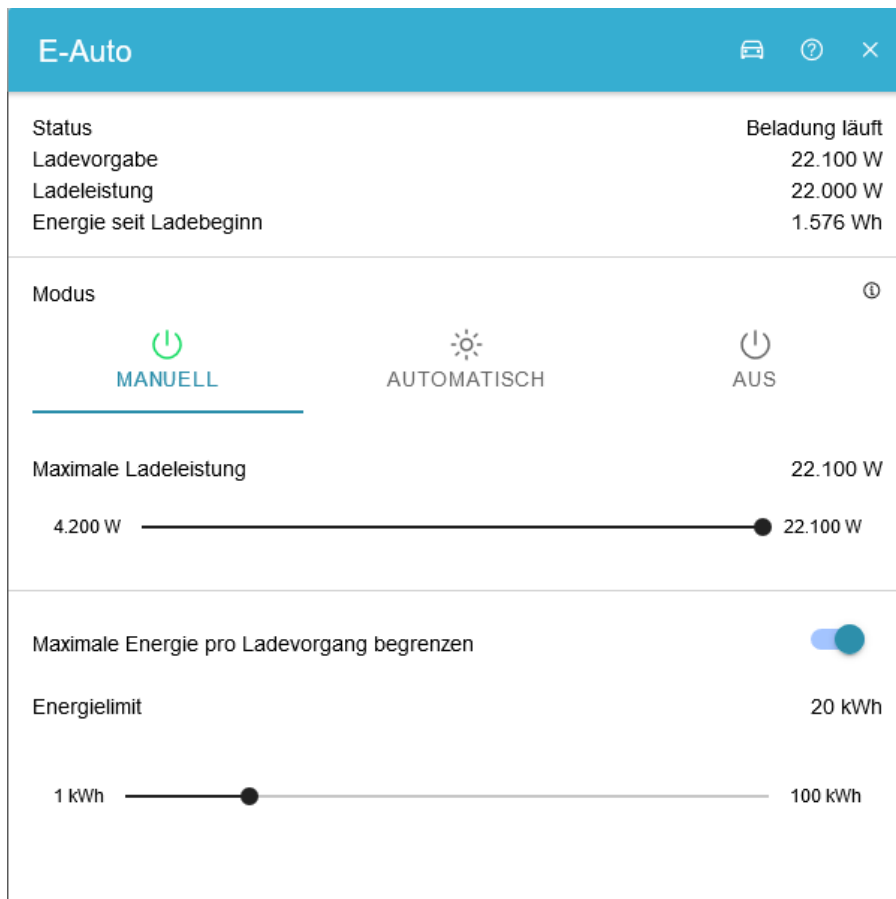 E-Auto
Status Beladung läuft
Ladevorgabe 22.100 W
Ladeleistung 22.000 W
Energie seit Ladebeginn 1.576 Wh
Modus
MANUELL AUTOMATISCH AUS
Maximale Ladeleistung 22.100 W
4.200 W 22.100 W
Maximale Energie pro Ladevorgang begrenzen
Energielimit 20 kWh
1 kWh 100 kWh